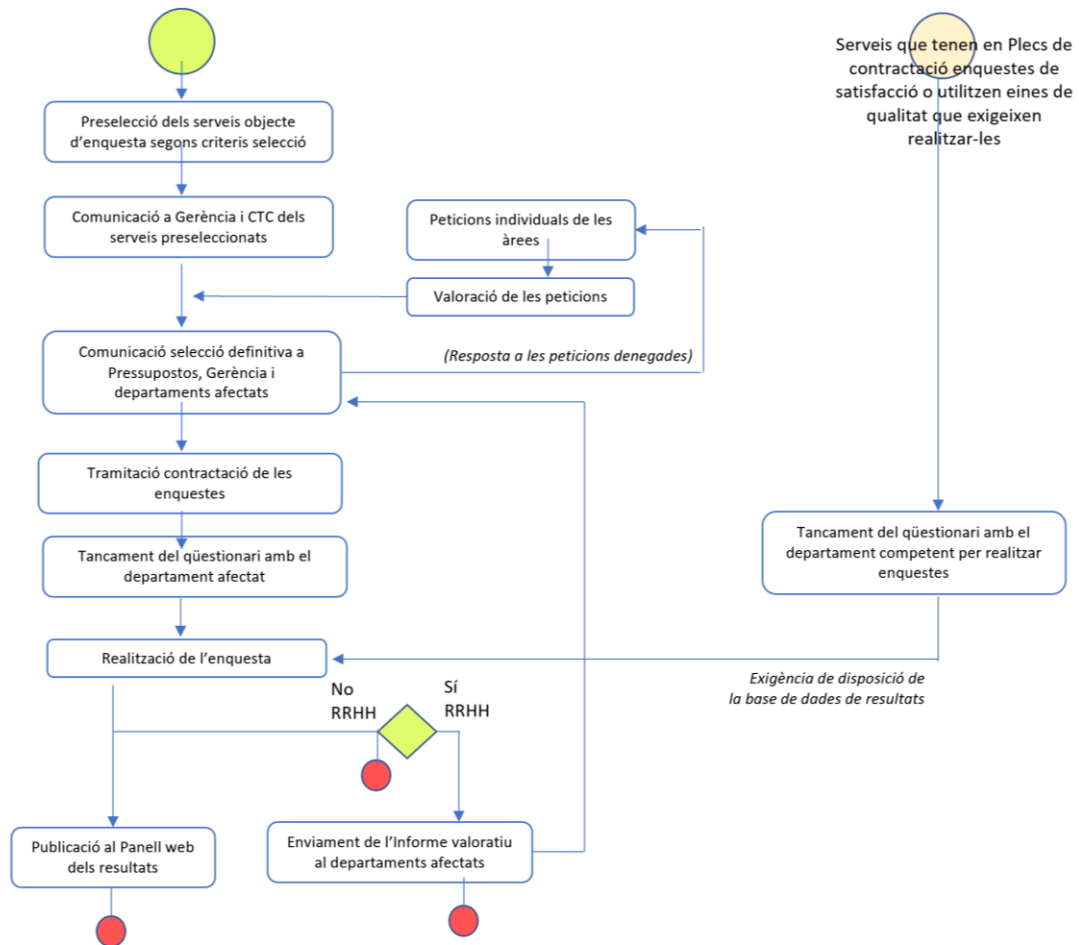 Serveis que tenen en Plecs de
contractació enquestes de
satisfacció o utilitzen eines de
qualitat que exigeixen
realitzar-les
Preselecció dels serveis objecte
d'enquesta segons criteris selecció
Comunicació a Gerència i CTC dels
serveis preseleccionats
Peticions individuals de les
àrees
Valoració de les peticions
Comunicació selecció definitiva a
Pressupostos, Gerència i
departaments afectats
(Resposta a les peticions denegades)
Tramitació contractació de les
enquestes
Tancament del qüestionari amb el
departament afectat
Tancament del qüestionari amb el
departament competent per realitzar
enquestes
Realització de l'enquesta
Exigència de disposició de
la base de dades de resultats
No
RRHH
Sí
RRHH
Publicació al Panell web
dels resultats
Enviament de l'Informe valoratiu
al departaments afectats